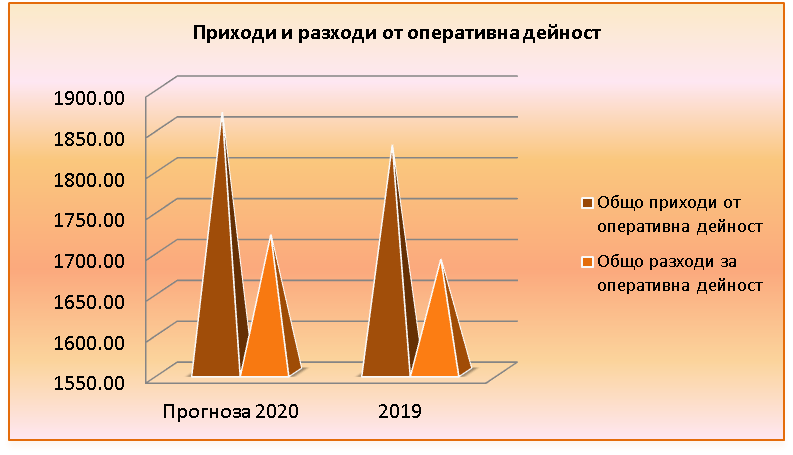 Приходи и разходи от оперативна дейност
1900.00
1850.00
1800.00
1750.00
1700.00
1650.00
1600.00
1550.00
Прогноза 2020
2019
Общо приходи от
оперативна дейност
Общо разходи за
оперативна дейност